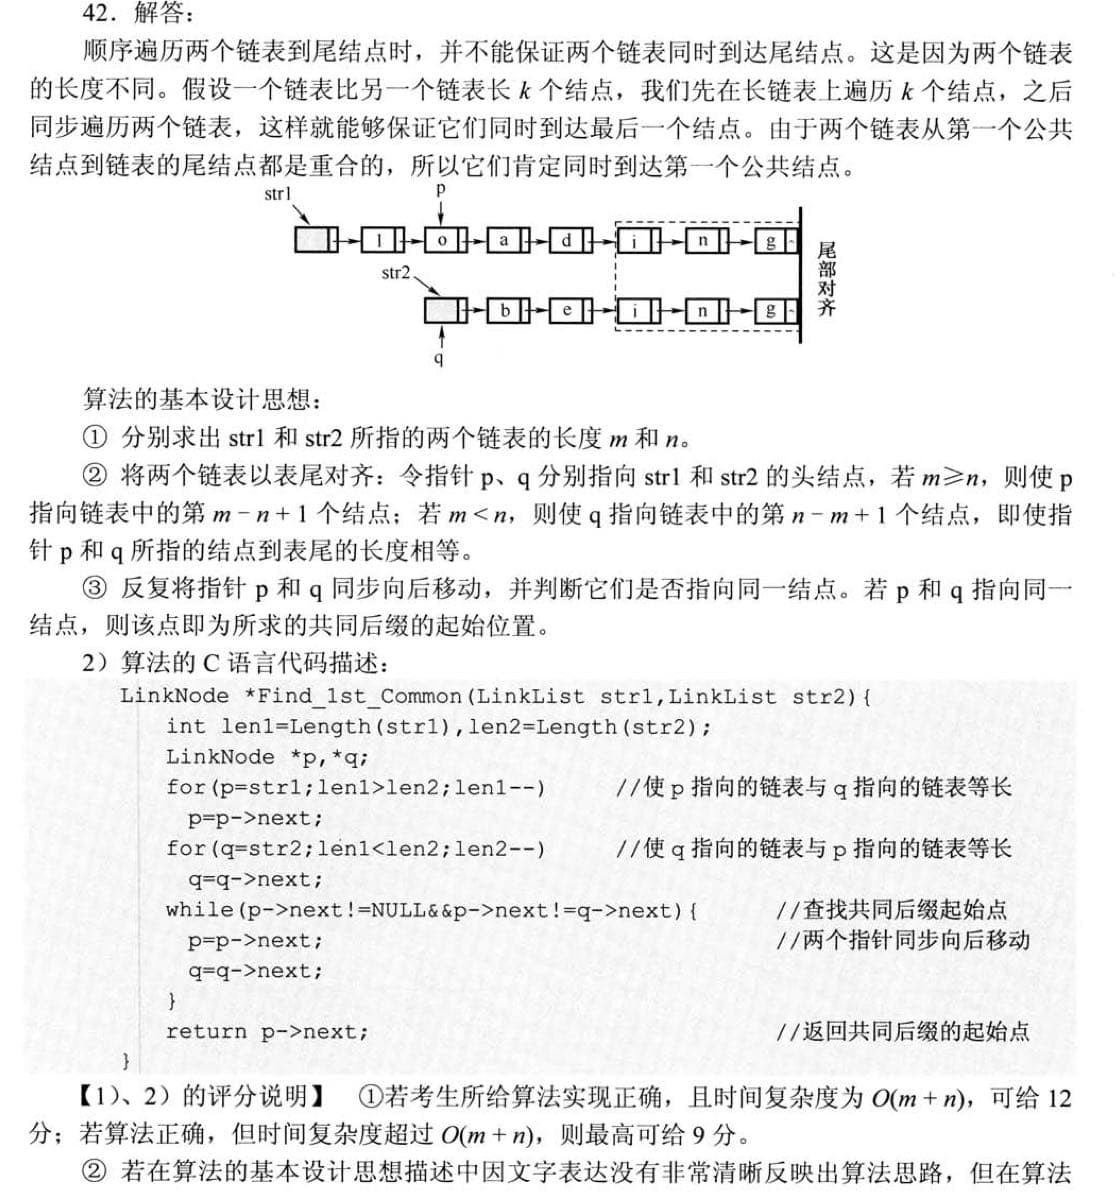 42．解答：
顺序遍历两个链表到尾结点时，并不能保证两个链表同时到达尾结点。这是因为两个链表
的长度不同。假设一个链表比另一个链表长 k 个结点，我们先在长链表上遍历 k 个结点，之后
同步遍历两个链表，这样就能够保证它们同时到达最后一个结点。由于两个链表从第一个公共
结点到链表的尾结点都是重合的，所以它们肯定同时到达第一个公共结点。
str1
p
l o a d i n g
str2
b e i n g
q
尾部对齐
算法的基本设计思想：
① 分别求出 str1 和 str2 所指的两个链表的长度 m 和 n。
② 将两个链表以表尾对齐：令指针 p、q 分别指向 str1 和 str2 的头结点，若 m≥n，则使 p
指向链表中的第 m－n＋1 个结点；若 m＜n，则使 q 指向链表中的第 n－m＋1 个结点，即使指
针 p 和 q 所指的结点到表尾的长度相等。
③ 反复将指针 p 和 q 同步向后移动，并判断它们是否指向同一结点。若 p 和 q 指向同一
结点，则该点即为所求的共同后缀的起始位置。
2）算法的 C 语言代码描述：
LinkNode *Find_1st_Common(LinkList str1,LinkList str2){
int len1=Length(str1),len2=Length(str2);
LinkNode *p,*q;
for(p=str1;len1>len2;len1--) //使 p 指向的链表与 q 指向的链表等长
p=p->next;
for(q=str2;len1<len2;len2--) //使 q 指向的链表与 p 指向的链表等长
q=q->next;
while(p->next!=NULL&&p->next!=q->next){ //查找共同后缀起始点
p=p->next; //两个指针同步向后移动
q=q->next;
}
return p->next; //返回共同后缀的起始点
}
【1）、2）的评分说明】 ①若考生所给算法实现正确，且时间复杂度为 O(m＋n)，可给 12
分；若算法正确，但时间复杂度超过 O(m＋n)，则最高可给 9 分。
② 若在算法的基本设计思想描述中因文字表达没有非常清晰反映出算法思路，但在算法